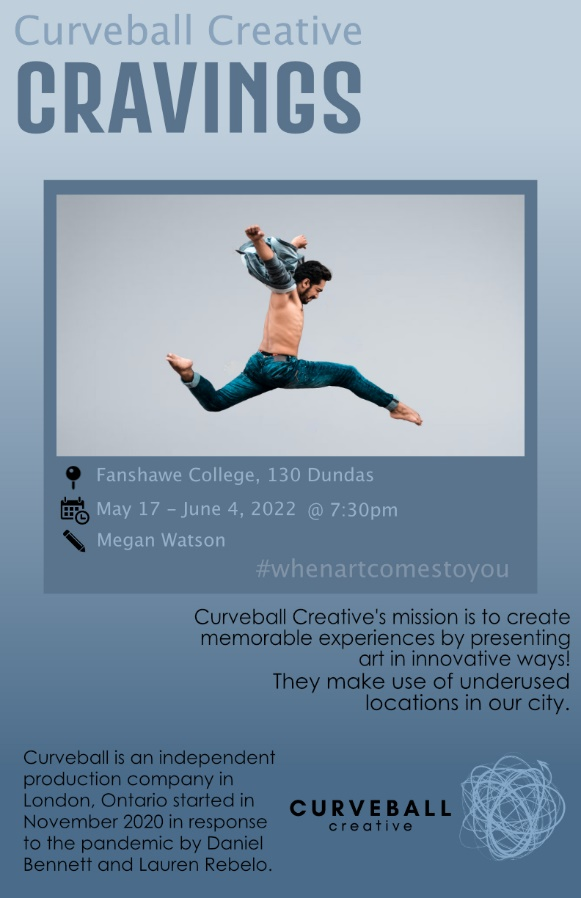 Curveball Creative
CRAVINGS
Fanshawe College, 130 Dundas
May 17 – June 4, 2022 @ 7:30pm
Megan Watson
#whenartcomestoyou
Curveball Creative's mission is to create
memorable experiences by presenting
art in innovative ways!
They make use of underused
locations in our city.
Curveball is an independent
production company in
London, Ontario started in
November 2020 in response
to the pandemic by Daniel
Bennett and Lauren Rebelo.
CURVEBALL
creative